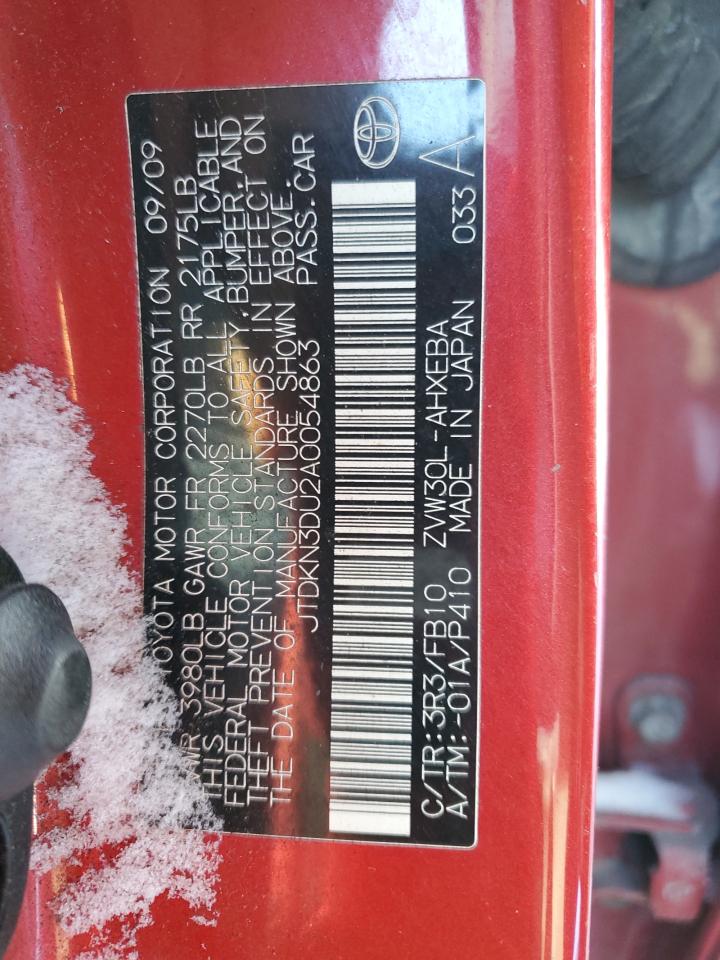 TOYOTA MOTOR CORPORATION 09/09
GVWR 3980LB GAWR FR 2270LB RR 2175LB
THIS VEHICLE CONFORMS TO ALL APPLICABLE
FEDERAL MOTOR VEHICLE SAFETY, BUMPER, AND
THEFT PREVENTION STANDARDS IN EFFECT ON
THE DATE OF MANUFACTURE SHOWN ABOVE.
JTDKN3DU2A0054863 PASS.CAR
C/TR:3R3/FB10 ZVW30L-AHXEBA 033 A
A/TM:-01A/P410 MADE IN JAPAN